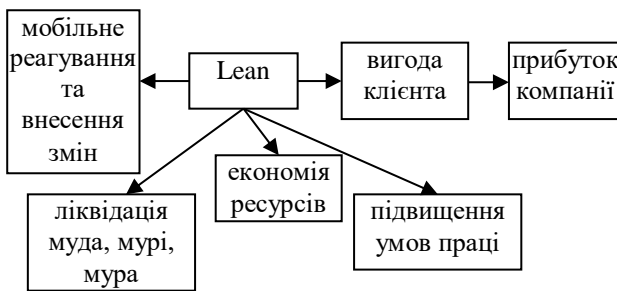 мобільне
реагування
та
внесення
змін
Lean
вигода
клієнта
прибуток
компанії
ліквідація
муда, мурі,
мура
економія
ресурсів
підвищення
умов праці